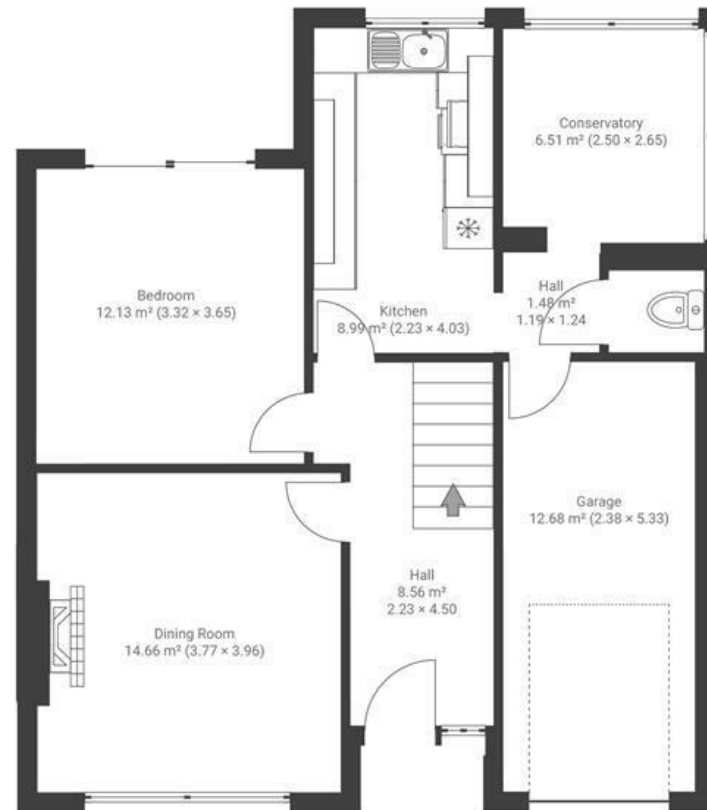 Conservatory
6.51 m² (2.50 × 2.65)
Bedroom
12.13 m² (3.32 × 3.65)
Kitchen
8.99 m² (2.23 × 4.03)
Hall
1.48 m²
1.19 × 1.24
Garage
12.68 m² (2.38 × 5.33)
Hall
8.56 m²
2.23 × 4.50
Dining Room
14.66 m² (3.77 × 3.96)